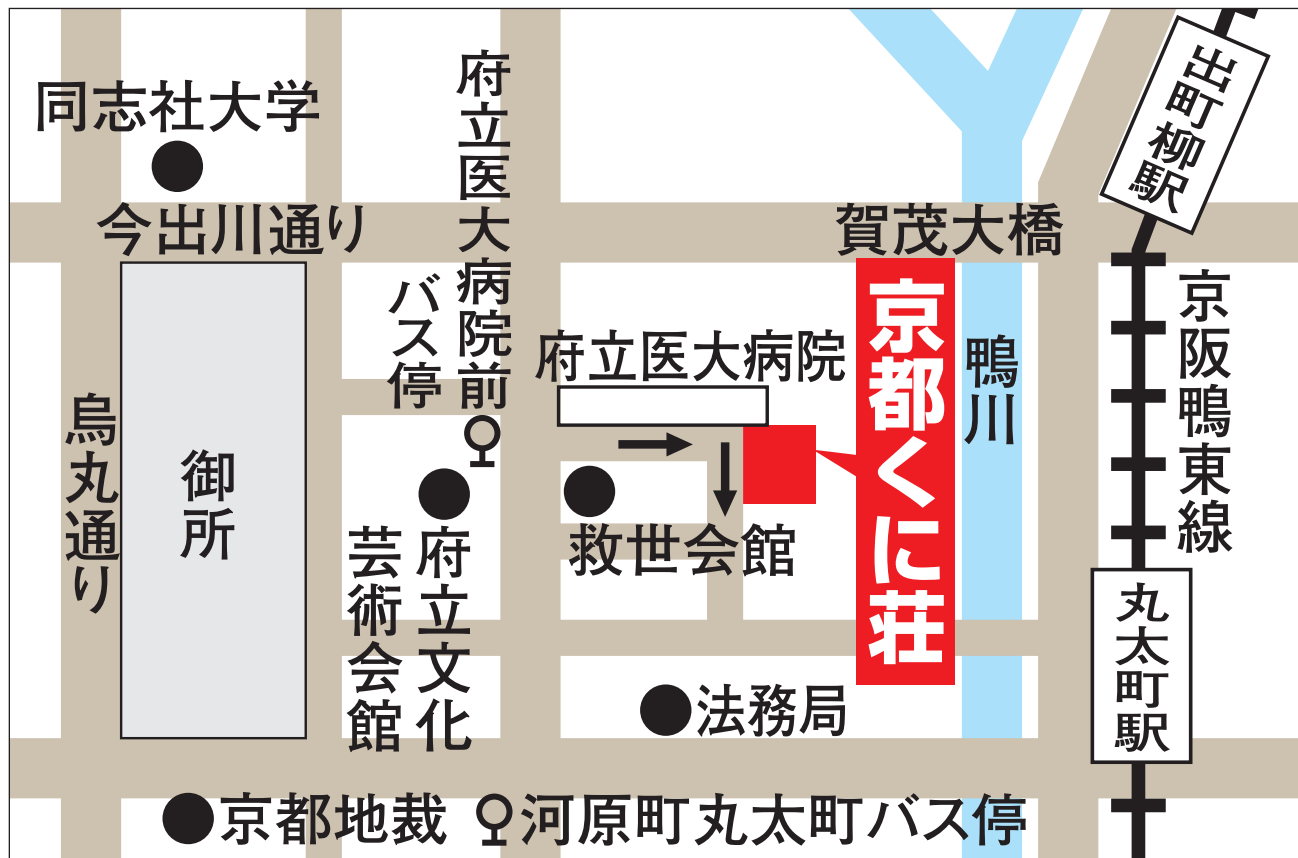 同志社大学
今出川通り
府立医大病院前
バス停
賀茂大橋
出町柳駅
京阪鴨東線
府立医大病院
京都くに荘
鴨川
烏丸通り
御所
府立文化
芸術会館
救世会館
丸太町駅
法務局
京都地裁
河原町丸太町バス停